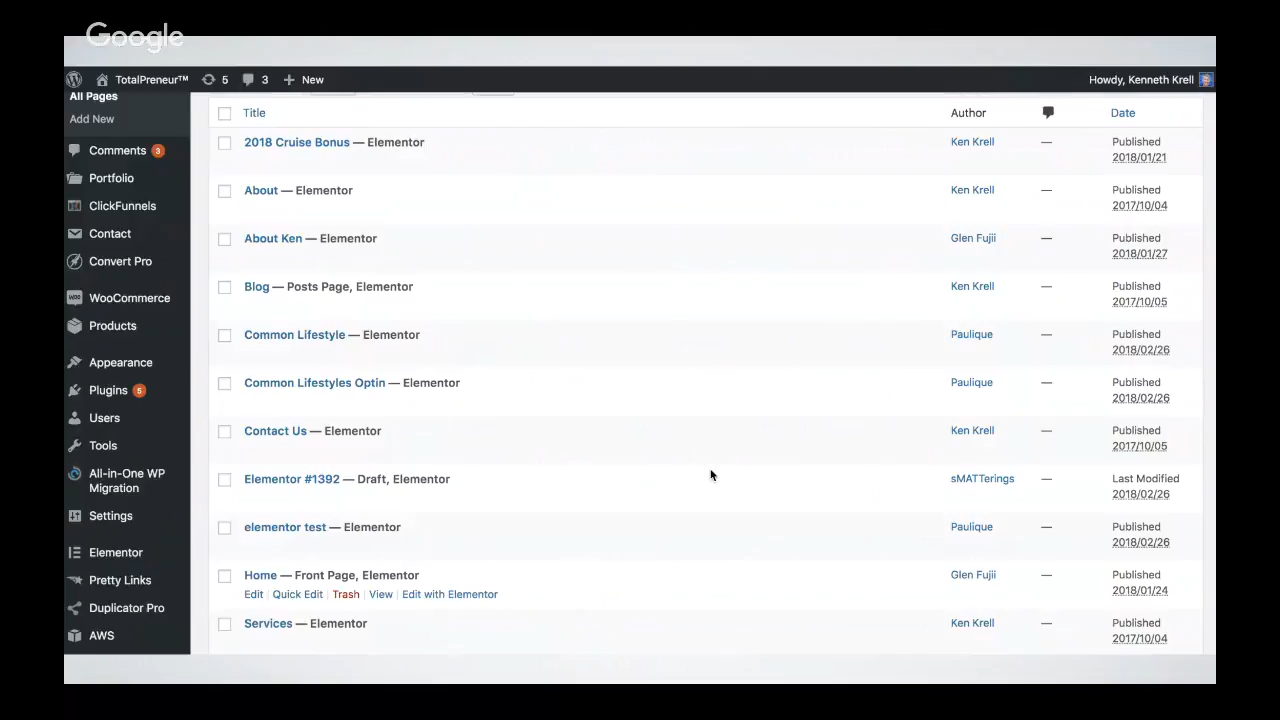 Google
TotalPreneur™ 5 3 + New Howdy, Kenneth Krell
All Pages
Add New
Comments 3
Portfolio
ClickFunnels
Contact
Convert Pro
WooCommerce
Products
Appearance
Plugins 5
Users
Tools
All-in-One WP
Migration
Settings
Elementor
Pretty Links
Duplicator Pro
AWS
Title Author Date
2018 Cruise Bonus — Elementor Ken Krell — Published
2018/01/21
About — Elementor Ken Krell — Published
2017/10/04
About Ken — Elementor Glen Fujii — Published
2018/01/27
Blog — Posts Page, Elementor Ken Krell — Published
2017/10/05
Common Lifestyle — Elementor Paulique — Published
2018/02/26
Common Lifestyles Optin — Elementor Paulique — Published
2018/02/26
Contact Us — Elementor Ken Krell — Published
2017/10/05
Elementor #1392 — Draft, Elementor sMATTerings — Last Modified
2018/02/26
elementor test — Elementor Paulique — Published
2018/02/26
Home — Front Page, Elementor Glen Fujii — Published
Edit | Quick Edit | Trash | View | Edit with Elementor 2018/01/24
Services — Elementor Ken Krell — Published
2017/10/04